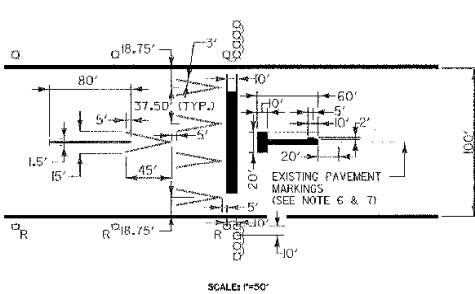 18.75'
3'
10'
80'
60'
5'
37.50' (TYP.)
10'
5'
2'
10'
5'
1.5'
15'
45'
20'
20'
100'
EXISTING PAVEMENT
MARKINGS
(SEE NOTE 6 & 7)
5'
R
R
18.75'
R
10'
10'
SCALE: 1"=50'